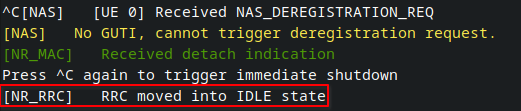 ^C[NAS]   [UE 0] Received NAS_DEREGISTRATION_REQ
[NAS]   No GUTI, cannot trigger deregistration request.
[NR_MAC]   Received detach indication
Press ^C again to trigger immediate shutdown
[NR_RRC]   RRC moved into IDLE state